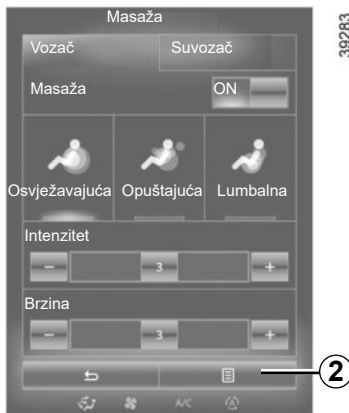 Masaža
39283
Vozač Suvozač
Masaža ON
Osvježavajuća Opuštajuća Lumbalna
Intenzitet
− 3 +
Brzina
− 3 +
2
A/C A